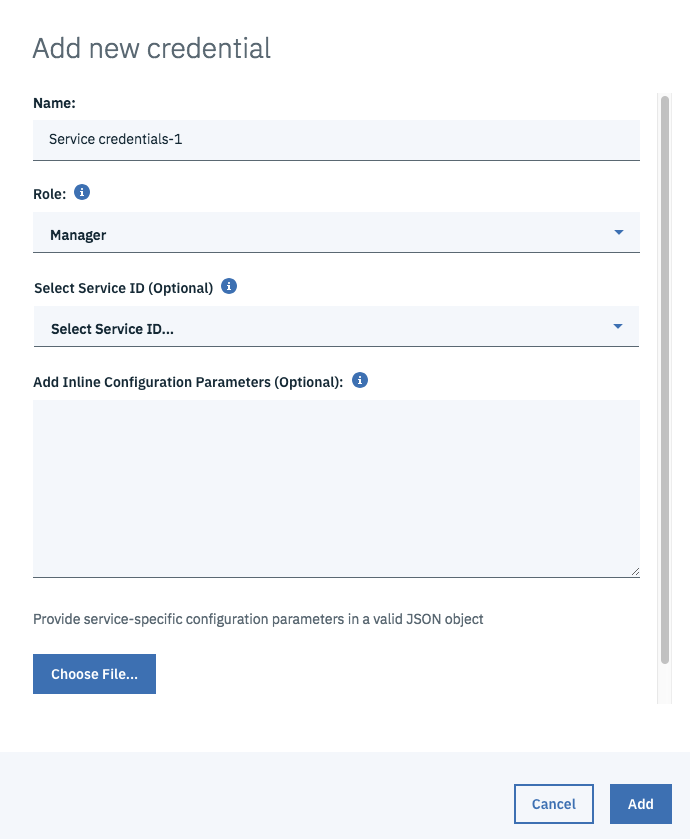 Add new credential
Name:
Service credentials-1
Role:
Manager
Select Service ID (Optional)
Select Service ID...
Add Inline Configuration Parameters (Optional):
Provide service-specific configuration parameters in a valid JSON object
Choose File...
Cancel
Add